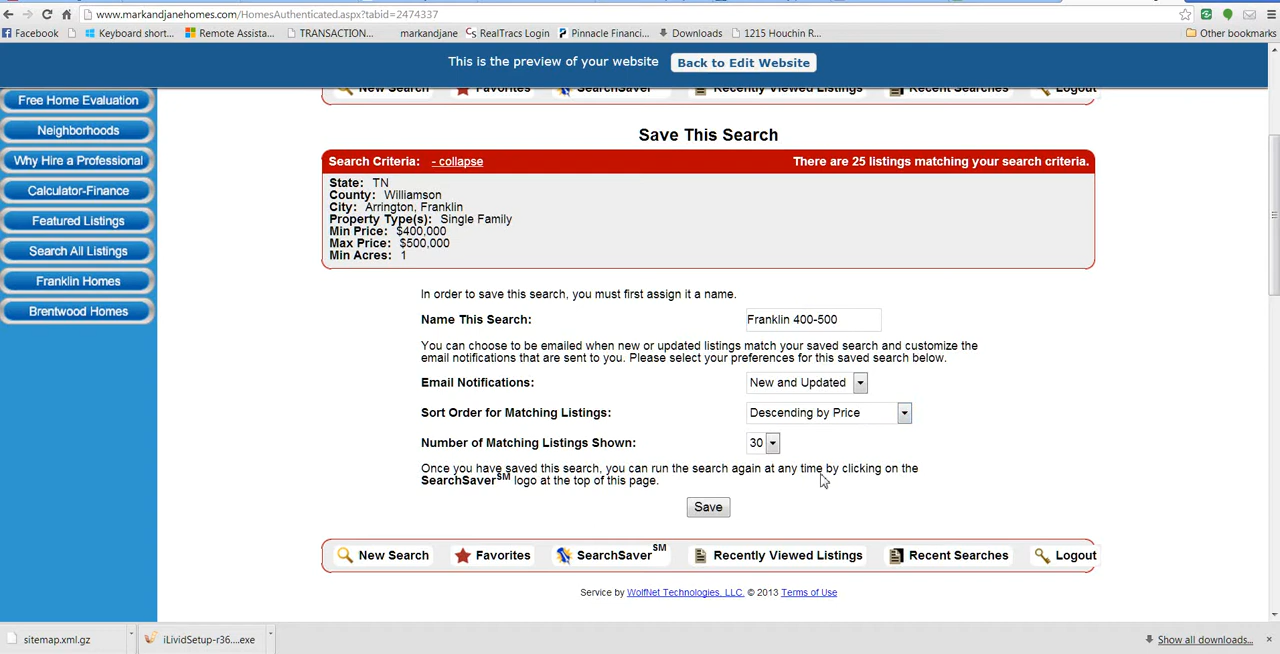 www.markandjanehomes.com/HomesAuthenticated.aspx?tabid=2474337
Facebook Keyboard short... Remote Assista... TRANSACTION... markandjane RealTracs Login Pinnacle Financi... Downloads 1215 Houchin R... Other bookmarks
This is the preview of your website Back to Edit Website
New Search Favorites SearchSaver Recently Viewed Listings Recent Searches Logout
Free Home Evaluation
Neighborhoods
Why Hire a Professional
Calculator-Finance
Featured Listings
Search All Listings
Franklin Homes
Brentwood Homes
Save This Search
Search Criteria: - collapse There are 25 listings matching your search criteria.
State: TN
County: Williamson
City: Arrington, Franklin
Property Type(s): Single Family
Min Price: $400,000
Max Price: $500,000
Min Acres: 1
In order to save this search, you must first assign it a name.
Name This Search: Franklin 400-500
You can choose to be emailed when new or updated listings match your saved search and customize the
email notifications that are sent to you. Please select your preferences for this saved search below.
Email Notifications: New and Updated
Sort Order for Matching Listings: Descending by Price
Number of Matching Listings Shown: 30
Once you have saved this search, you can run the search again at any time by clicking on the
SearchSaver SM logo at the top of this page.
Save
New Search Favorites SearchSaver SM Recently Viewed Listings Recent Searches Logout
Service by WolfNet Technologies, LLC. © 2013 Terms of Use
sitemap.xml.gz iLividSetup-r36....exe Show all downloads...